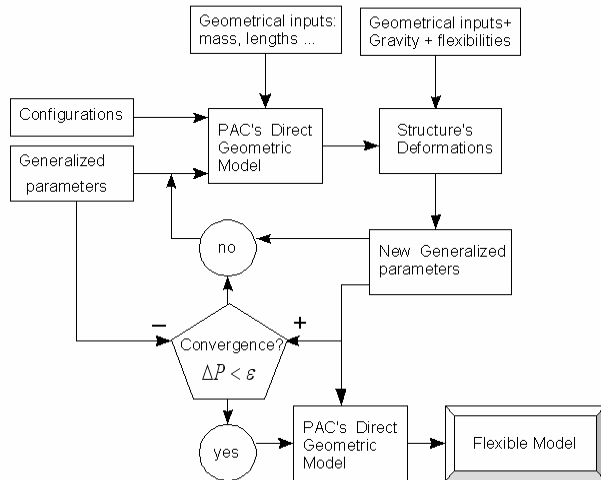 Geometrical inputs:
mass, lengths ...
Geometrical inputs+
Gravity + flexibilities
Configurations
PAC's Direct
Geometric
Model
Structure's
Deformations
Generalized
parameters
no
New Generalized
parameters
−
+
Convergence?
ΔP < ε
yes
PAC's Direct
Geometric
Model
Flexible Model